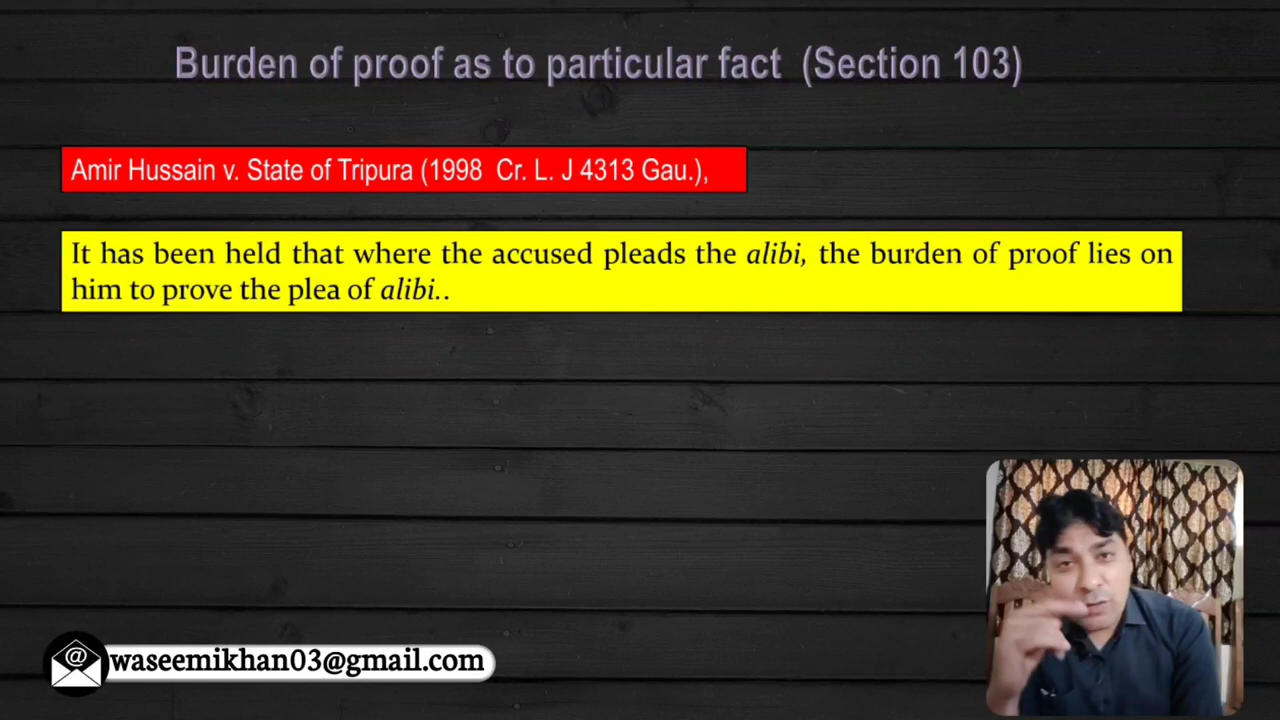 Burden of proof as to particular fact (Section 103)
Amir Hussain v. State of Tripura (1998 Cr. L. J 4313 Gau.),
It has been held that where the accused pleads the alibi, the burden of proof lies on
him to prove the plea of alibi..
@
waseemikhan03@gmail.com